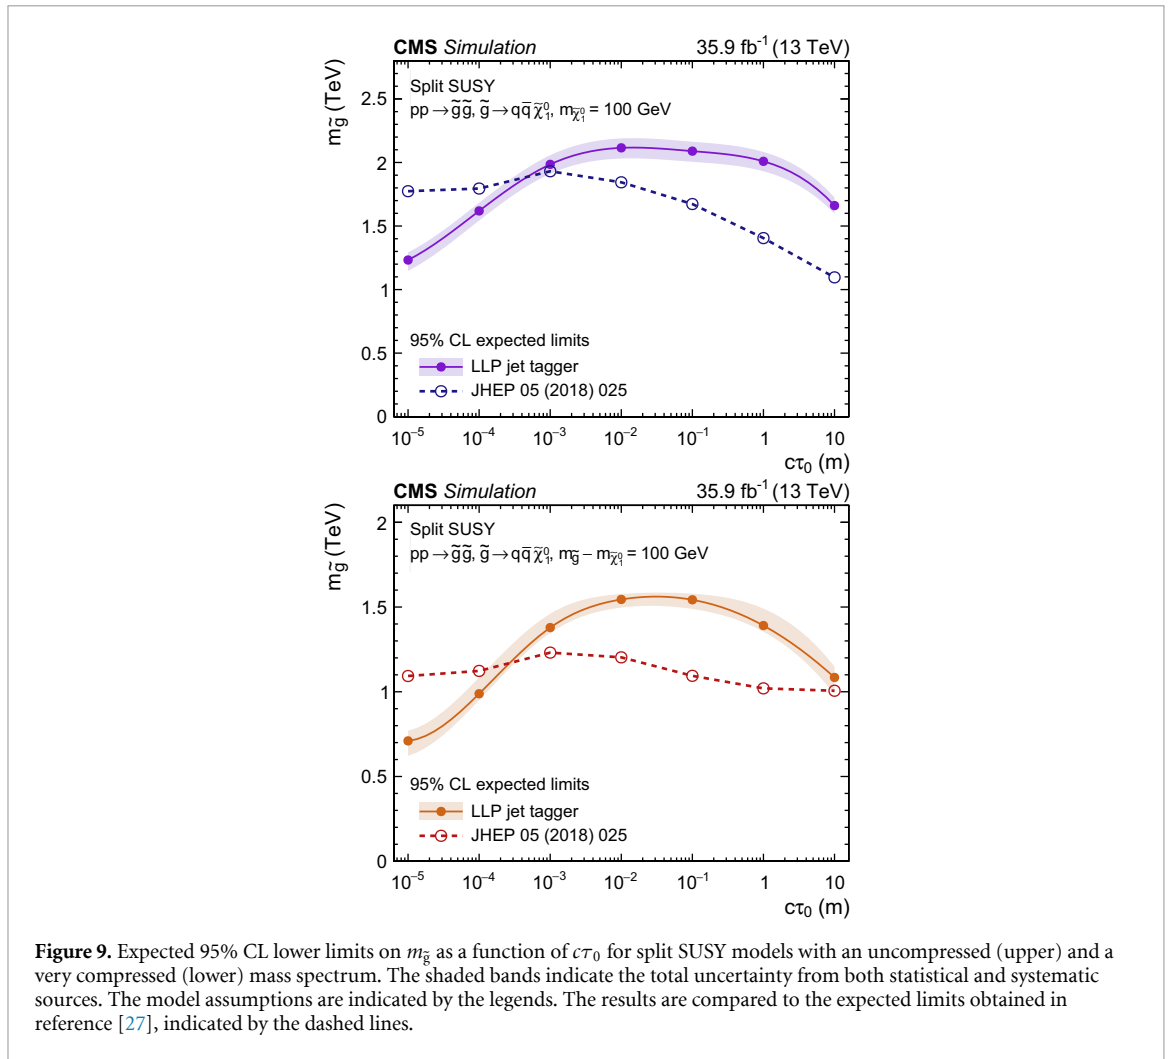 CMS Simulation 35.9 fb⁻¹ (13 TeV)
m_g̃ (TeV)
Split SUSY
pp → g̃g̃, g̃ → qq̄χ̃⁰₁, m_χ̃⁰₁ = 100 GeV
2.5
2
1.5
1
0.5
0
95% CL expected limits
LLP jet tagger
JHEP 05 (2018) 025
10⁻⁵ 10⁻⁴ 10⁻³ 10⁻² 10⁻¹ 1 10
cτ₀ (m)
CMS Simulation 35.9 fb⁻¹ (13 TeV)
m_g̃ (TeV)
Split SUSY
pp → g̃g̃, g̃ → qq̄χ̃⁰₁, m_g̃ − m_χ̃⁰₁ = 100 GeV
2
1.5
1
0.5
0
95% CL expected limits
LLP jet tagger
JHEP 05 (2018) 025
10⁻⁵ 10⁻⁴ 10⁻³ 10⁻² 10⁻¹ 1 10
cτ₀ (m)
Figure 9. Expected 95% CL lower limits on m_g̃ as a function of cτ₀ for split SUSY models with an uncompressed (upper) and a
very compressed (lower) mass spectrum. The shaded bands indicate the total uncertainty from both statistical and systematic
sources. The model assumptions are indicated by the legends. The results are compared to the expected limits obtained in
reference [27], indicated by the dashed lines.